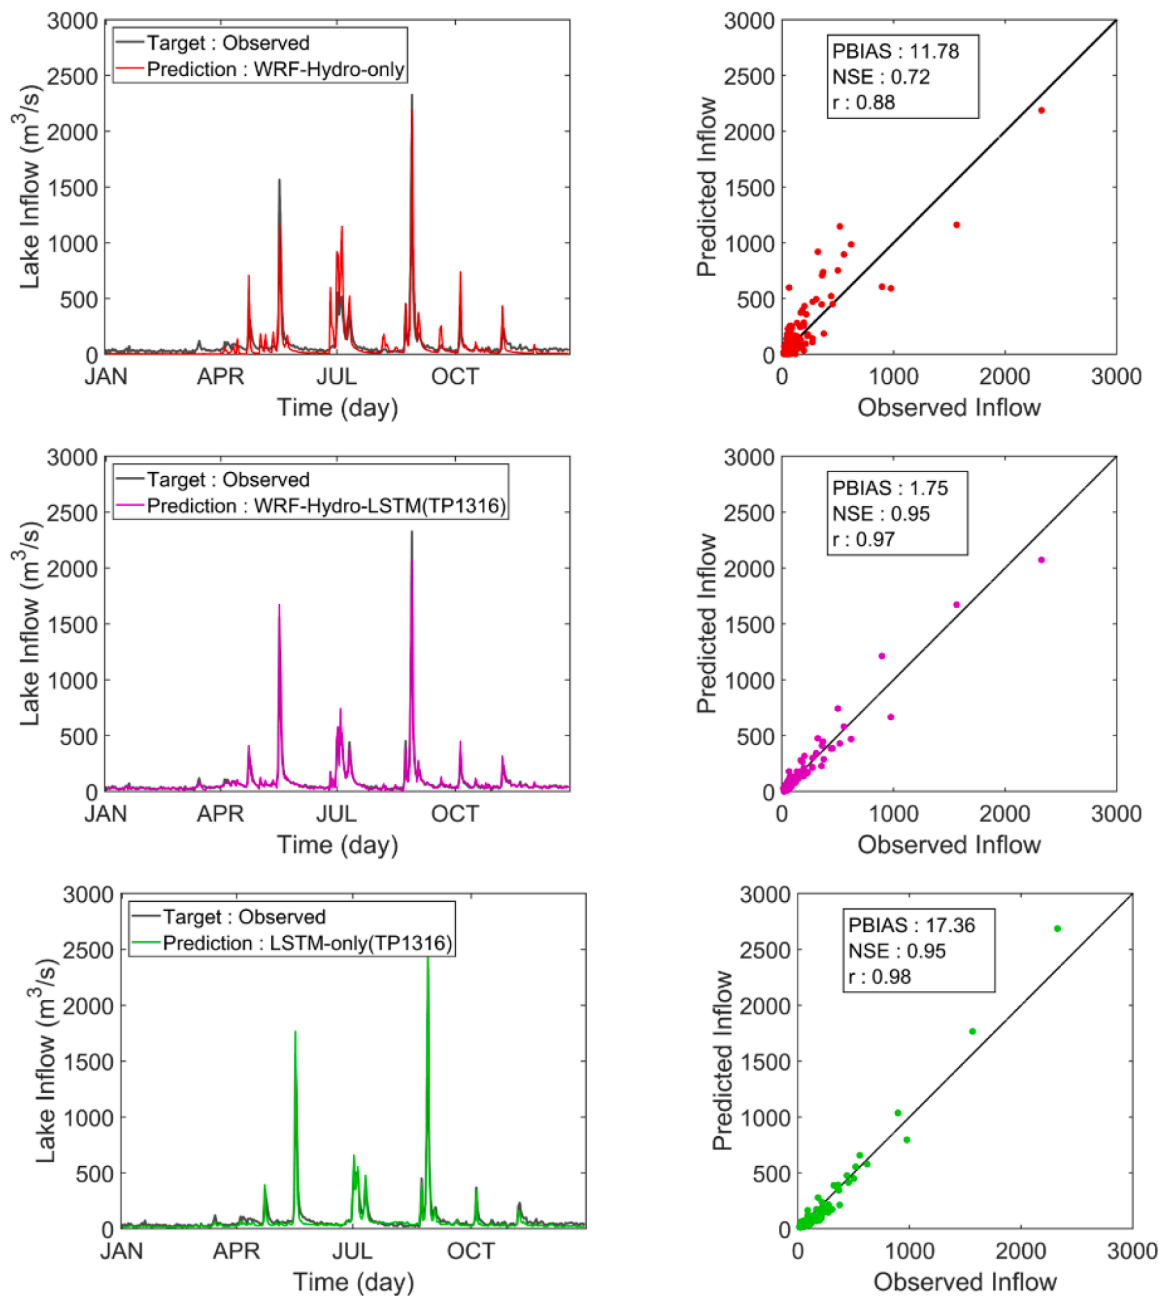 3000
2500
2000
1500
1000
500
0
Lake Inflow (m³/s)
Target : Observed
Prediction : WRF-Hydro-only
JAN APR JUL OCT
Time (day)
3000
2500
2000
1500
1000
500
0
Predicted Inflow
PBIAS : 11.78
NSE : 0.72
r : 0.88
0 1000 2000 3000
Observed Inflow
3000
2500
2000
1500
1000
500
0
Lake Inflow (m³/s)
Target : Observed
Prediction : WRF-Hydro-LSTM(TP1316)
JAN APR JUL OCT
Time (day)
3000
2500
2000
1500
1000
500
0
Predicted Inflow
PBIAS : 1.75
NSE : 0.95
r : 0.97
0 1000 2000 3000
Observed Inflow
3000
2500
2000
1500
1000
500
0
Lake Inflow (m³/s)
Target : Observed
Prediction : LSTM-only(TP1316)
JAN APR JUL OCT
Time (day)
3000
2500
2000
1500
1000
500
0
Predicted Inflow
PBIAS : 17.36
NSE : 0.95
r : 0.98
0 1000 2000 3000
Observed Inflow